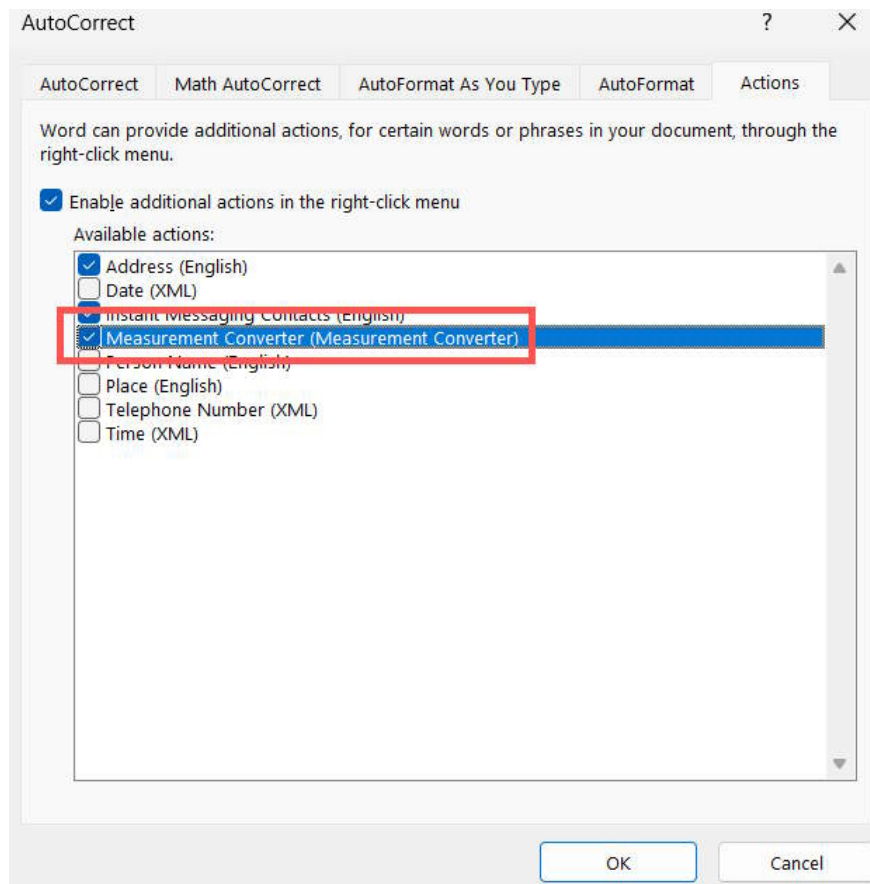 AutoCorrect ?
AutoCorrect Math AutoCorrect AutoFormat As You Type AutoFormat Actions
Word can provide additional actions, for certain words or phrases in your document, through the
right-click menu.
Enable additional actions in the right-click menu
Available actions:
Address (English)
Date (XML)
Instant Messaging Contacts (English)
Measurement Converter (Measurement Converter)
Person Name (English)
Place (English)
Telephone Number (XML)
Time (XML)
OK Cancel